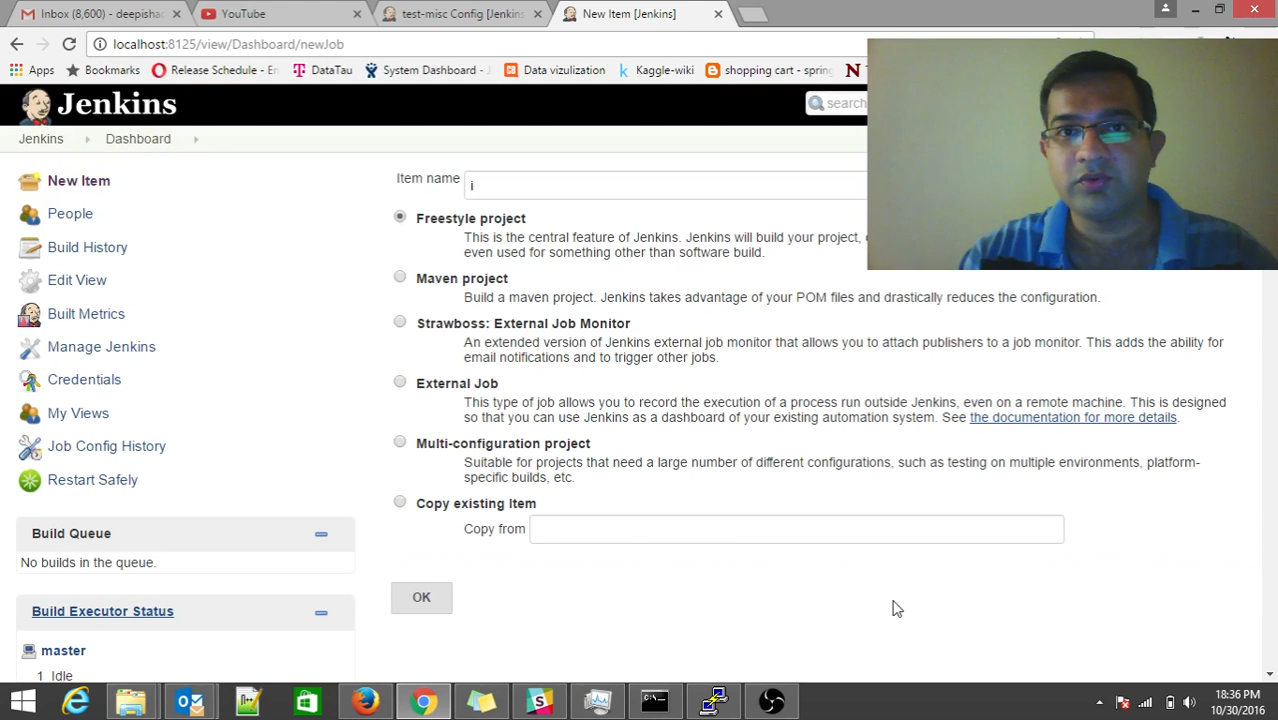 Inbox (8,600) - deepisha
YouTube
test-misc Config [Jenkins
New Item [Jenkins]
localhost:8125/view/Dashboard/newJob
Apps
Bookmarks
Release Schedule - En
DataTau
System Dashboard - J
Data vizulization
Kaggle-wiki
shopping cart - spring
Jenkins
search
Jenkins
Dashboard
New Item
People
Build History
Edit View
Built Metrics
Manage Jenkins
Credentials
My Views
Job Config History
Restart Safely
Build Queue
No builds in the queue.
Build Executor Status
master
1 Idle
Item name
i
Freestyle project
This is the central feature of Jenkins. Jenkins will build your project,
even used for something other than software build.
Maven project
Build a maven project. Jenkins takes advantage of your POM files and drastically reduces the configuration.
Strawboss: External Job Monitor
An extended version of Jenkins external job monitor that allows you to attach publishers to a job monitor. This adds the ability for
email notifications and to trigger other jobs.
External Job
This type of job allows you to record the execution of a process run outside Jenkins, even on a remote machine. This is designed
so that you can use Jenkins as a dashboard of your existing automation system. See the documentation for more details.
Multi-configuration project
Suitable for projects that need a large number of different configurations, such as testing on multiple environments, platform-
specific builds, etc.
Copy existing Item
Copy from
OK
18:36 PM
10/30/2016